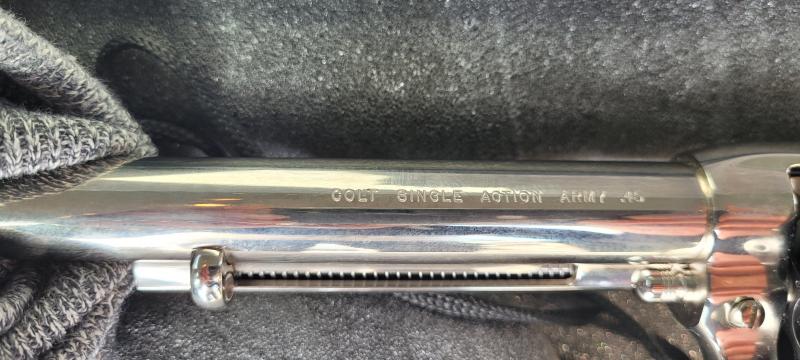 COLT SINGLE ACTION ARMY .45